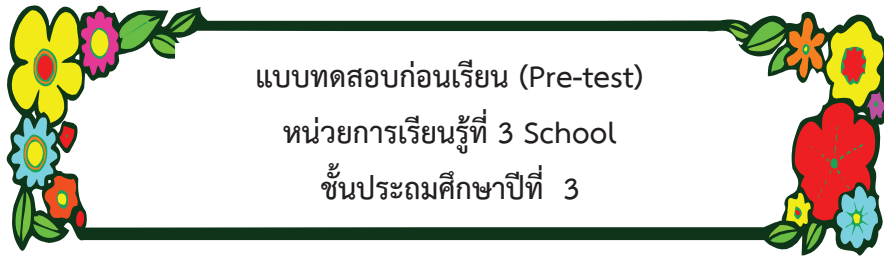 แบบทดสอบก่อนเรียน (Pre-test)
หน่วยการเรียนรู้ที่ 3 School
ชั้นประถมศึกษาปีที่ 3